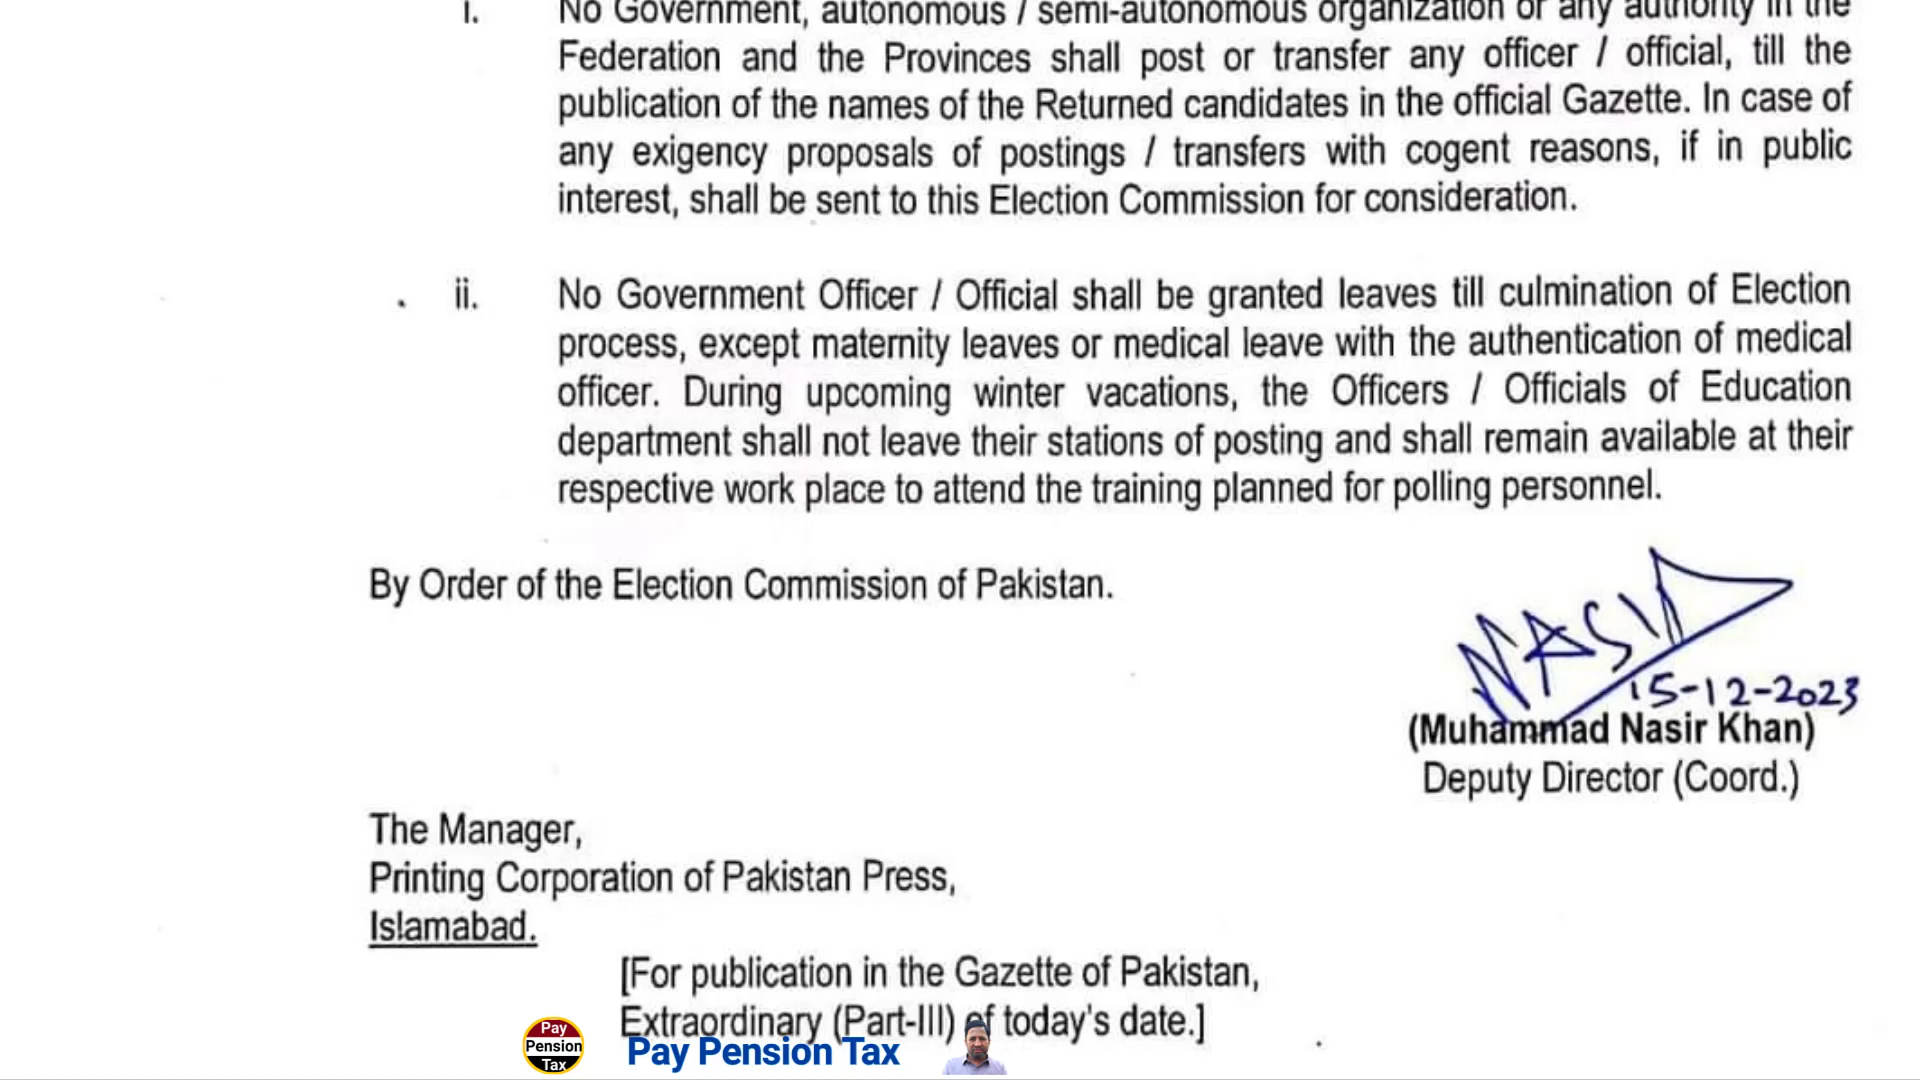 i. No Government, autonomous / semi-autonomous organization or any authority in the
Federation and the Provinces shall post or transfer any officer / official, till the
publication of the names of the Returned candidates in the official Gazette. In case of
any exigency proposals of postings / transfers with cogent reasons, if in public
interest, shall be sent to this Election Commission for consideration.
ii. No Government Officer / Official shall be granted leaves till culmination of Election
process, except maternity leaves or medical leave with the authentication of medical
officer. During upcoming winter vacations, the Officers / Officials of Education
department shall not leave their stations of posting and shall remain available at their
respective work place to attend the training planned for polling personnel.
By Order of the Election Commission of Pakistan.
NASIR
15-12-2023
(Muhammad Nasir Khan)
Deputy Director (Coord.)
The Manager,
Printing Corporation of Pakistan Press,
Islamabad.
[For publication in the Gazette of Pakistan,
Extraordinary (Part-III) of today's date.]
Pay
Pension
Tax
Pay Pension Tax